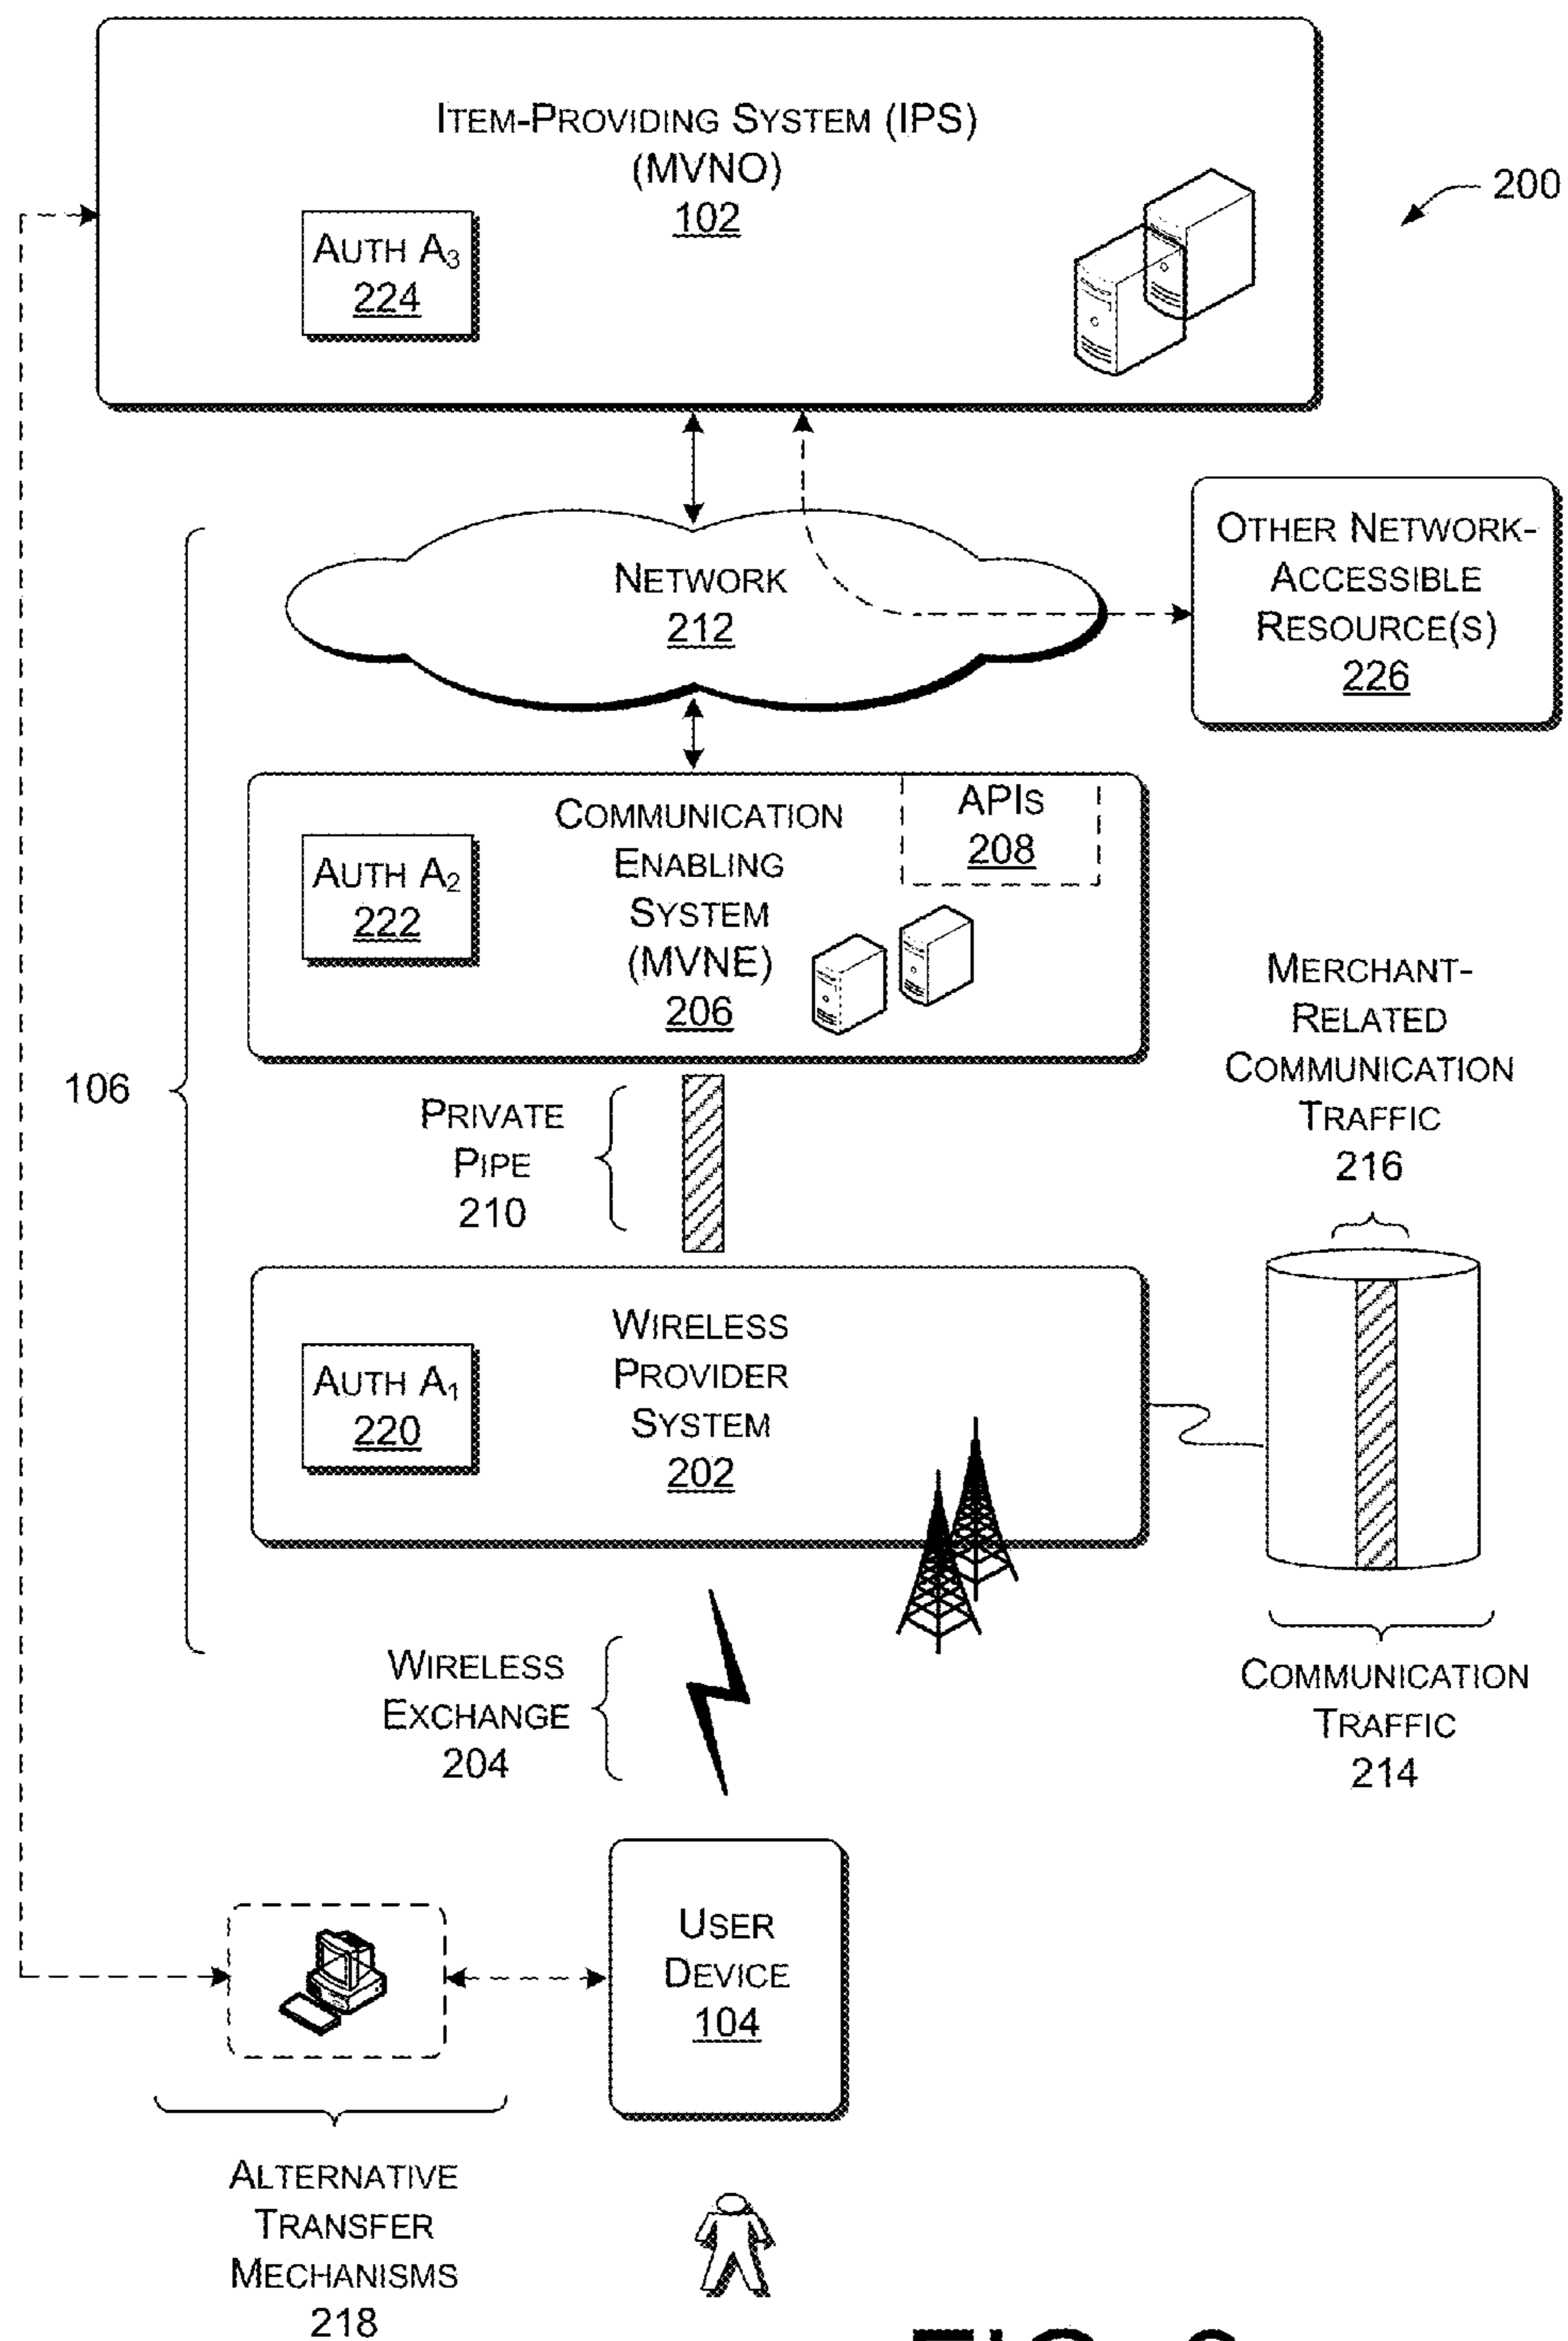 ITEM-PROVIDING SYSTEM (IPS)
(MVNO)
102
200
AUTH A3
224
OTHER NETWORK-
ACCESSIBLE
RESOURCE(S)
226
NETWORK
212
APIS
208
COMMUNICATION
ENABLING
SYSTEM
(MVNE)
206
AUTH A2
222
MERCHANT-
RELATED
COMMUNICATION
TRAFFIC
216
106
PRIVATE
PIPE
210
WIRELESS
PROVIDER
SYSTEM
202
AUTH A1
220
WIRELESS
EXCHANGE
204
COMMUNICATION
TRAFFIC
214
USER
DEVICE
104
ALTERNATIVE
TRANSFER
MECHANISMS
218